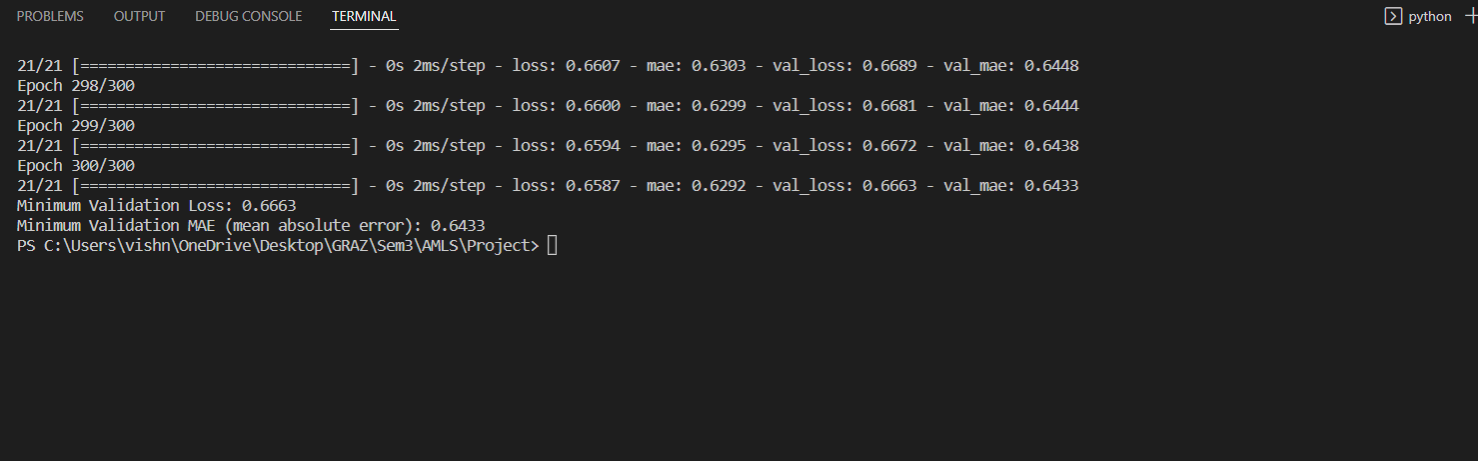 PROBLEMS OUTPUT DEBUG CONSOLE TERMINAL python
21/21 [==============================] - 0s 2ms/step - loss: 0.6607 - mae: 0.6303 - val_loss: 0.6689 - val_mae: 0.6448
Epoch 298/300
21/21 [==============================] - 0s 2ms/step - loss: 0.6600 - mae: 0.6299 - val_loss: 0.6681 - val_mae: 0.6444
Epoch 299/300
21/21 [==============================] - 0s 2ms/step - loss: 0.6594 - mae: 0.6295 - val_loss: 0.6672 - val_mae: 0.6438
Epoch 300/300
21/21 [==============================] - 0s 2ms/step - loss: 0.6587 - mae: 0.6292 - val_loss: 0.6663 - val_mae: 0.6433
Minimum Validation Loss: 0.6663
Minimum Validation MAE (mean absolute error): 0.6433
PS C:\Users\vishn\OneDrive\Desktop\GRAZ\Sem3\AMLS\Project>